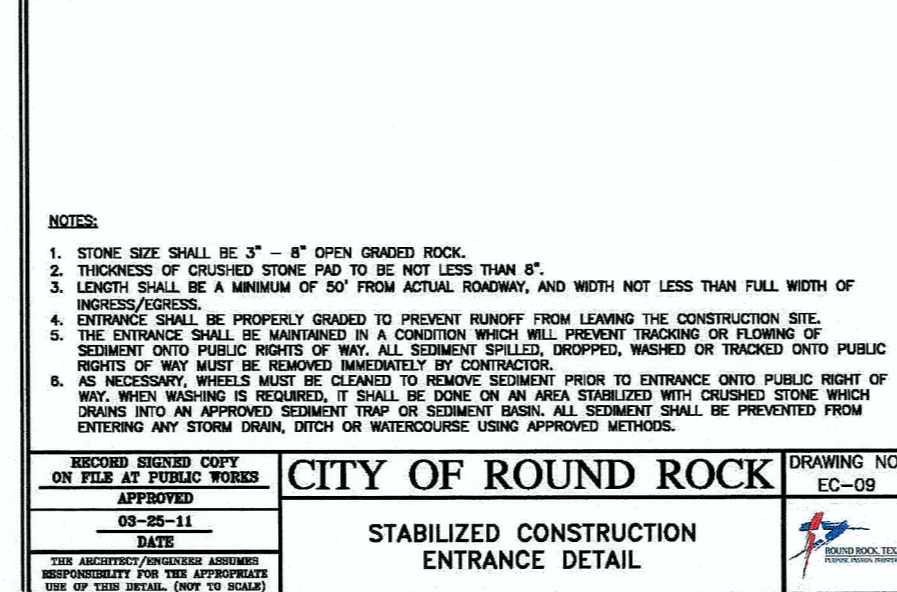 NOTES:
1. STONE SIZE SHALL BE 3" - 8" OPEN GRADED ROCK.
2. THICKNESS OF CRUSHED STONE PAD TO BE NOT LESS THAN 8".
3. LENGTH SHALL BE A MINIMUM OF 50' FROM ACTUAL ROADWAY, AND WIDTH NOT LESS THAN FULL WIDTH OF
INGRESS/EGRESS.
4. ENTRANCE SHALL BE PROPERLY GRADED TO PREVENT RUNOFF FROM LEAVING THE CONSTRUCTION SITE.
5. THE ENTRANCE SHALL BE MAINTAINED IN A CONDITION WHICH WILL PREVENT TRACKING OR FLOWING OF
SEDIMENT ONTO PUBLIC RIGHTS OF WAY. ALL SEDIMENT SPILLED, DROPPED, WASHED OR TRACKED ONTO PUBLIC
RIGHTS OF WAY MUST BE REMOVED IMMEDIATELY BY CONTRACTOR.
6. AS NECESSARY, WHEELS MUST BE CLEANED TO REMOVE SEDIMENT PRIOR TO ENTRANCE ONTO PUBLIC RIGHT OF
WAY. WHEN WASHING IS REQUIRED, IT SHALL BE DONE ON AN AREA STABILIZED WITH CRUSHED STONE WHICH
DRAINS INTO AN APPROVED SEDIMENT TRAP OR SEDIMENT BASIN. ALL SEDIMENT SHALL BE PREVENTED FROM
ENTERING ANY STORM DRAIN, DITCH OR WATERCOURSE USING APPROVED METHODS.
RECORD SIGNED COPY
ON FILE AT PUBLIC WORKS
APPROVED
03-25-11
DATE
THE ARCHITECT/ENGINEER ASSUMES
RESPONSIBILITY FOR THE APPROPRIATE
USE OF THIS DETAIL. (NOT TO SCALE)
CITY OF ROUND ROCK
STABILIZED CONSTRUCTION
ENTRANCE DETAIL
DRAWING NO
EC-09
ROUND ROCK, TEX